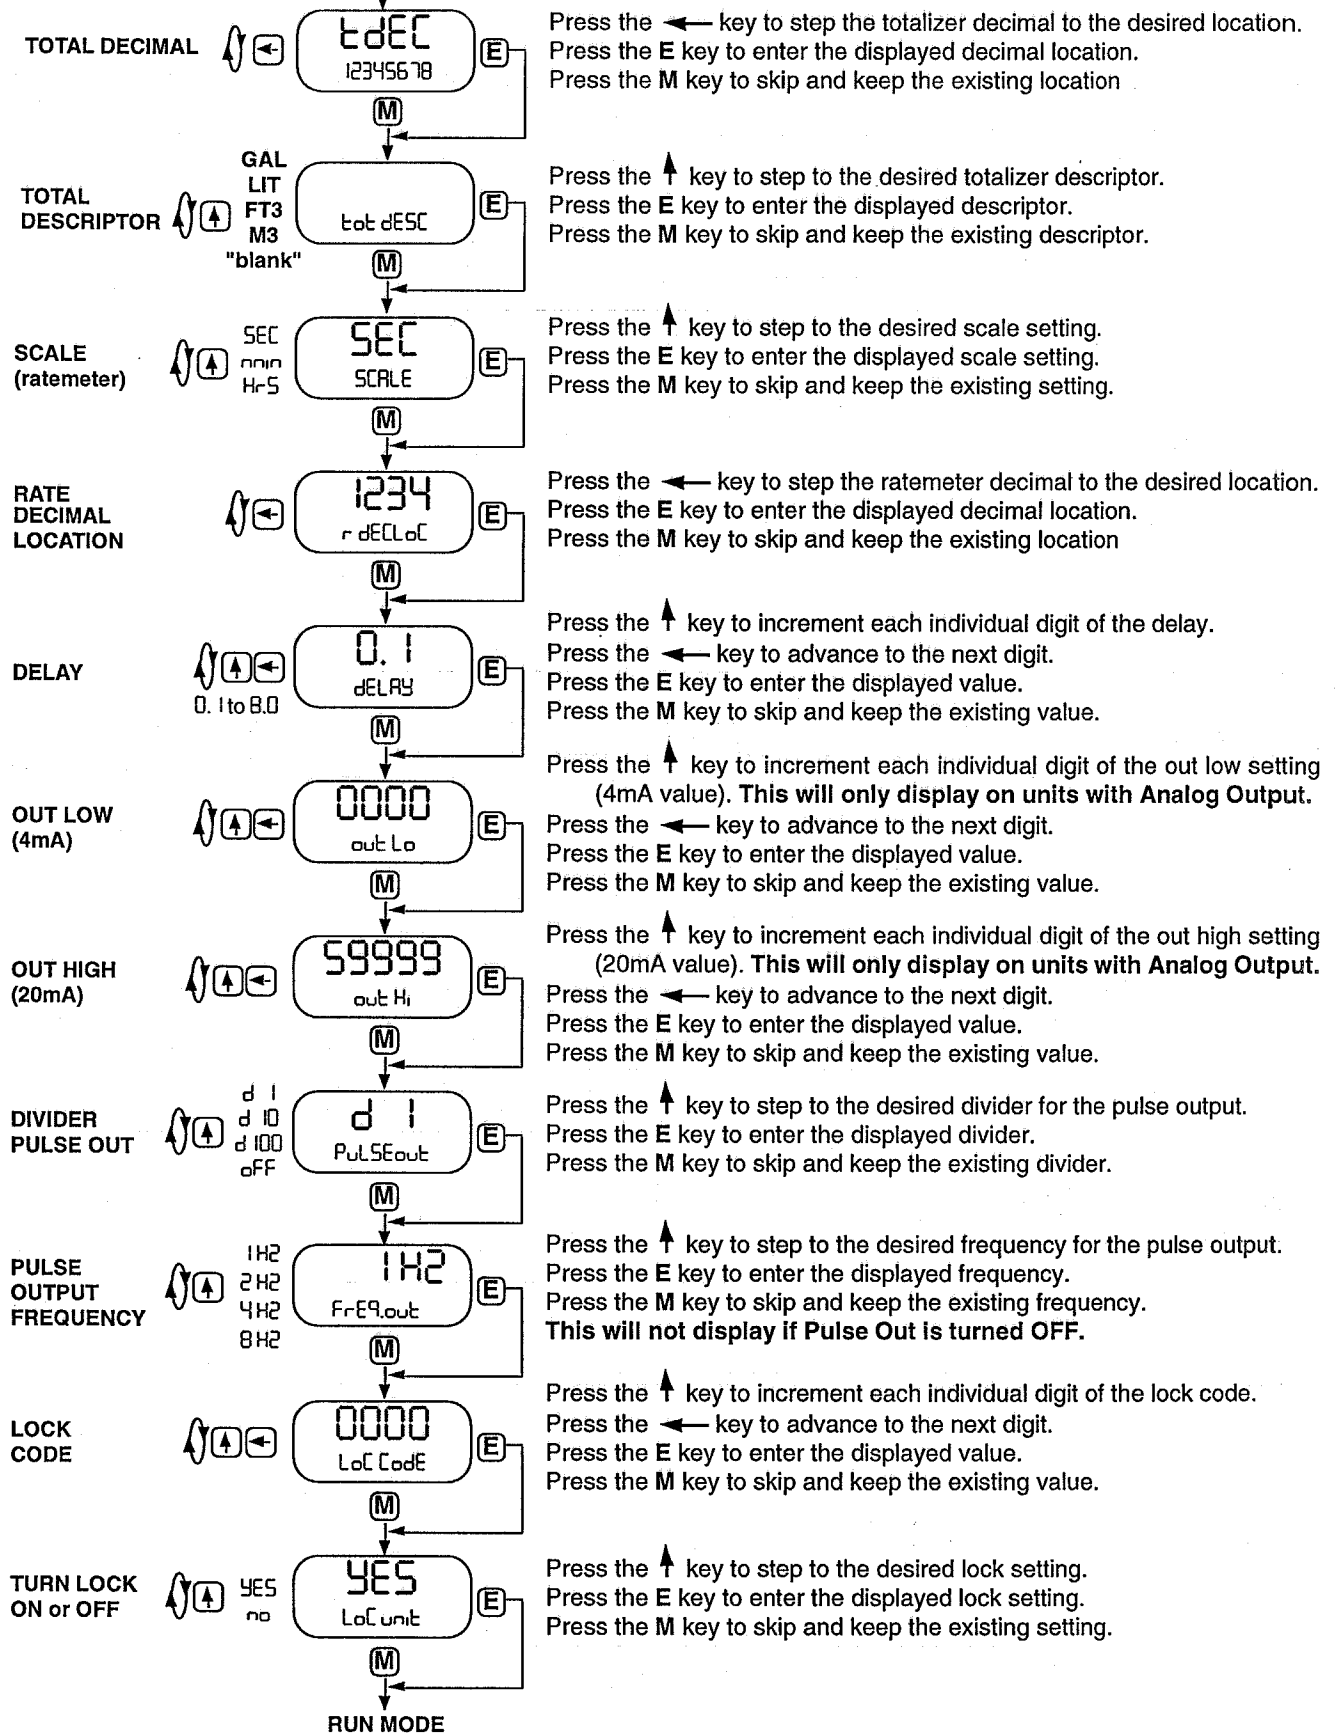 TOTAL DECIMAL
tdEC
12345678
E
M
Press the ← key to step the totalizer decimal to the desired location.
Press the E key to enter the displayed decimal location.
Press the M key to skip and keep the existing location
TOTAL
DESCRIPTOR
GAL
LIT
FT3
M3
"blank"
tot dESC
E
M
Press the ↑ key to step to the desired totalizer descriptor.
Press the E key to enter the displayed descriptor.
Press the M key to skip and keep the existing descriptor.
SCALE
(ratemeter)
SEC
nnin
HrS
SEC
SCALE
E
M
Press the ↑ key to step to the desired scale setting.
Press the E key to enter the displayed scale setting.
Press the M key to skip and keep the existing setting.
RATE
DECIMAL
LOCATION
1234
r dECLoC
E
M
Press the ← key to step the ratemeter decimal to the desired location.
Press the E key to enter the displayed decimal location.
Press the M key to skip and keep the existing location
DELAY
0.1 to 8.0
0.1
dELAY
E
M
Press the ↑ key to increment each individual digit of the delay.
Press the ← key to advance to the next digit.
Press the E key to enter the displayed value.
Press the M key to skip and keep the existing value.
OUT LOW
(4mA)
0000
out Lo
E
M
Press the ↑ key to increment each individual digit of the out low setting
(4mA value). This will only display on units with Analog Output.
Press the ← key to advance to the next digit.
Press the E key to enter the displayed value.
Press the M key to skip and keep the existing value.
OUT HIGH
(20mA)
59999
out Hi
E
M
Press the ↑ key to increment each individual digit of the out high setting
(20mA value). This will only display on units with Analog Output.
Press the ← key to advance to the next digit.
Press the E key to enter the displayed value.
Press the M key to skip and keep the existing value.
DIVIDER
PULSE OUT
d 1
d 10
d 100
oFF
d 1
PuLSEout
E
M
Press the ↑ key to step to the desired divider for the pulse output.
Press the E key to enter the displayed divider.
Press the M key to skip and keep the existing divider.
PULSE
OUTPUT
FREQUENCY
1 H2
2 H2
4 H2
8 H2
1 H2
FrEq.out
E
M
Press the ↑ key to step to the desired frequency for the pulse output.
Press the E key to enter the displayed frequency.
Press the M key to skip and keep the existing frequency.
This will not display if Pulse Out is turned OFF.
LOCK
CODE
0000
LoC CodE
E
M
Press the ↑ key to increment each individual digit of the lock code.
Press the ← key to advance to the next digit.
Press the E key to enter the displayed value.
Press the M key to skip and keep the existing value.
TURN LOCK
ON or OFF
YES
no
YES
LoC unit
E
M
Press the ↑ key to step to the desired lock setting.
Press the E key to enter the displayed lock setting.
Press the M key to skip and keep the existing setting.
RUN MODE